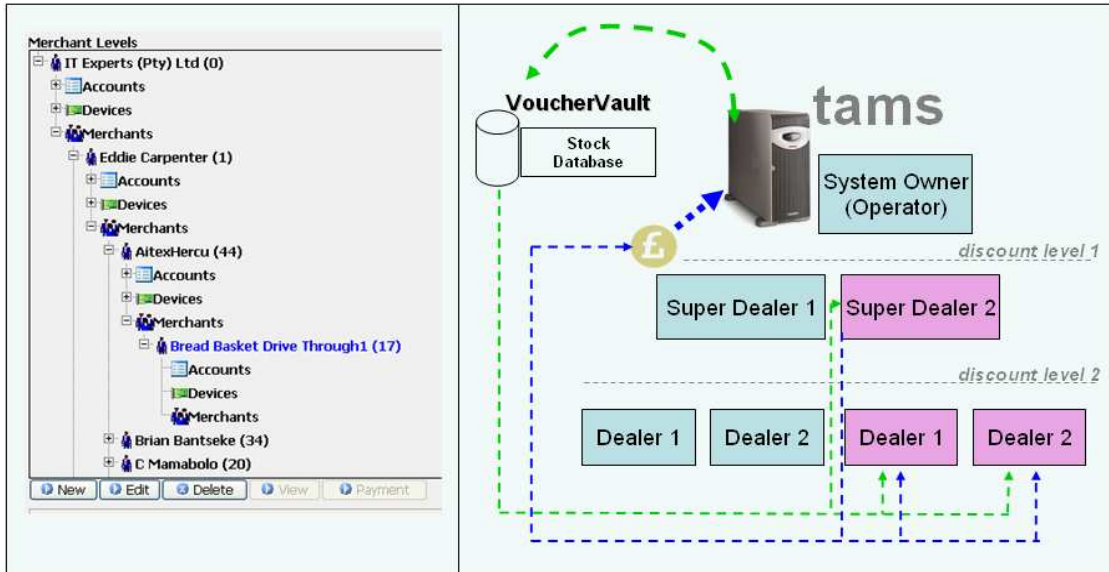 Merchant Levels
IT Experts (Pty) Ltd (0)
Accounts
Devices
Merchants
Eddie Carpenter (1)
Accounts
Devices
Merchants
AitexHercu (44)
Accounts
Devices
Merchants
Bread Basket Drive Through1 (17)
Accounts
Devices
Merchants
Brian Bantseke (34)
C Mamabolo (20)
New Edit Delete View Payment
VoucherVault
Stock
Database
tams
System Owner
(Operator)
£
discount level 1
Super Dealer 1 Super Dealer 2
discount level 2
Dealer 1 Dealer 2 Dealer 1 Dealer 2